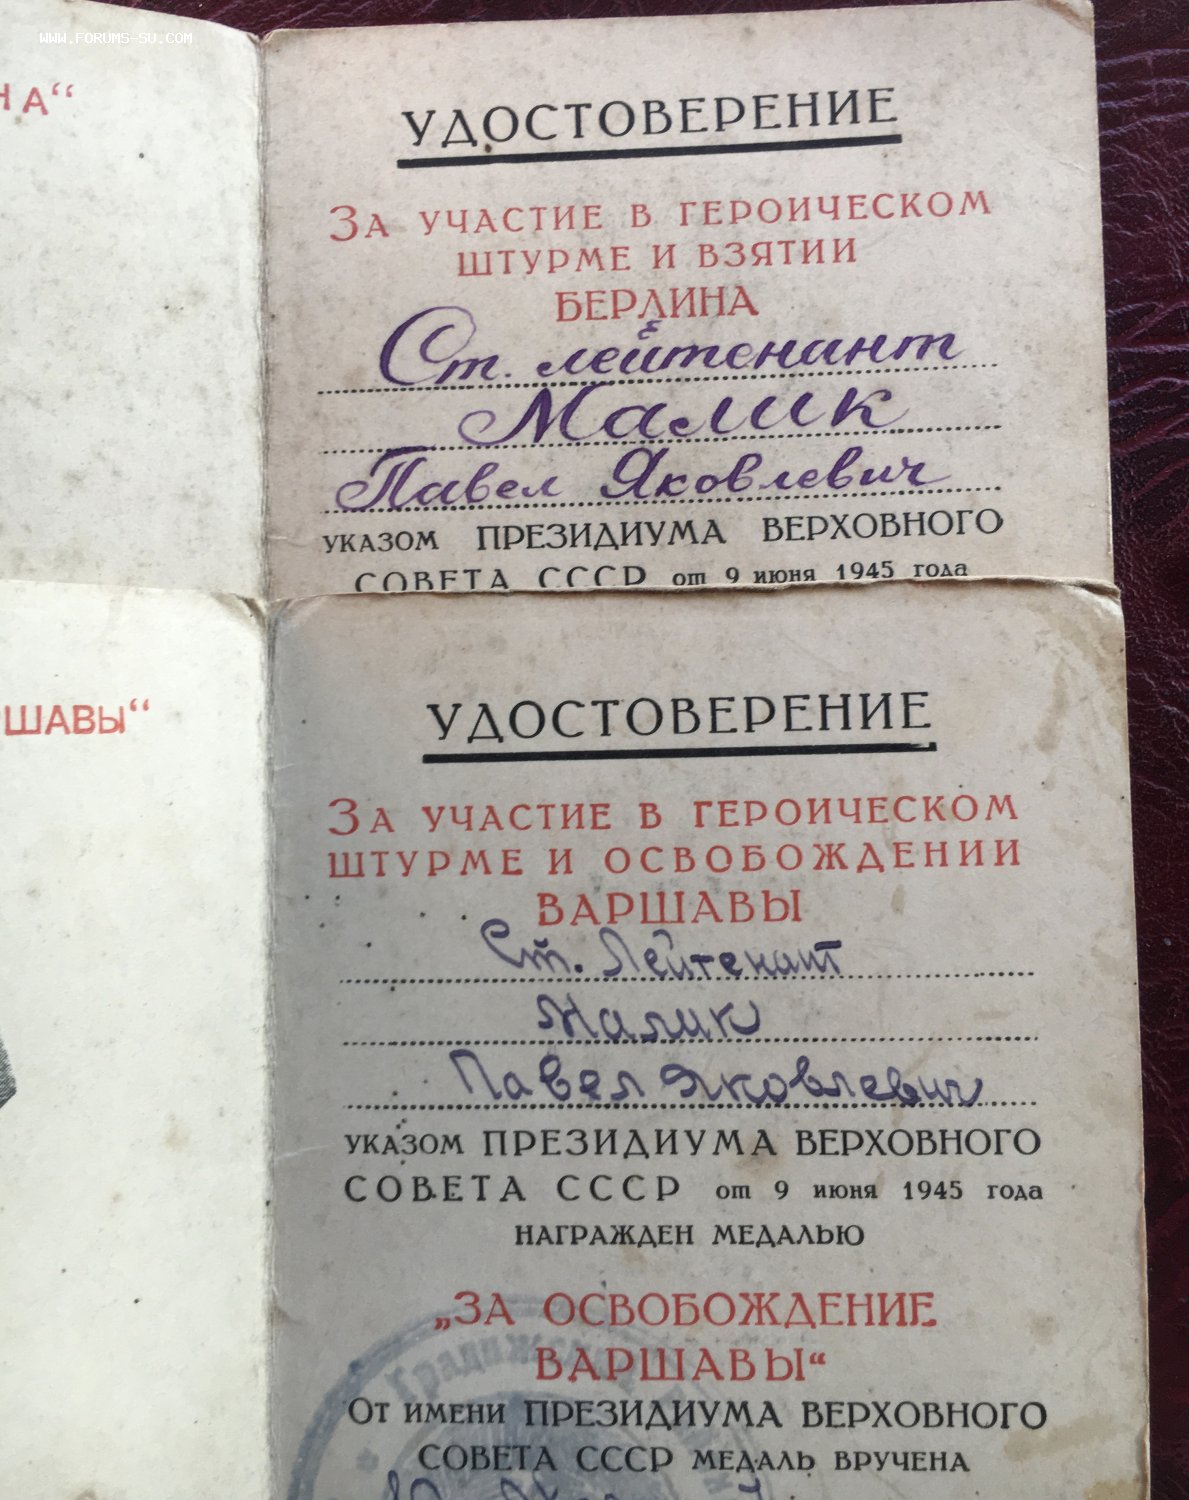 WWW.FORUMS-SU.COM
НА“
УДОСТОВЕРЕНИЕ
ЗА УЧАСТИЕ В ГЕРОИЧЕСКОМ
ШТУРМЕ И ВЗЯТИИ
БЕРЛИНА
Ст. лейтенант
Малик
Павел Яковлевич
УКАЗОМ ПРЕЗИДИУМА ВЕРХОВНОГО
СОВЕТА СССР от 9 июня 1945 года
РШАВЫ“
УДОСТОВЕРЕНИЕ
ЗА УЧАСТИЕ В ГЕРОИЧЕСКОМ
ШТУРМЕ И ОСВОБОЖДЕНИИ
ВАРШАВЫ
Ст. Лейтенант
Малик
Павел Яковлевич
УКАЗОМ ПРЕЗИДИУМА ВЕРХОВНОГО
СОВЕТА СССР от 9 июня 1945 года
НАГРАЖДЕН МЕДАЛЬЮ
„ЗА ОСВОБОЖДЕНИЕ
ВАРШАВЫ“
От имени ПРЕЗИДИУМА ВЕРХОВНОГО
СОВЕТА СССР МЕДАЛЬ ВРУЧЕНА